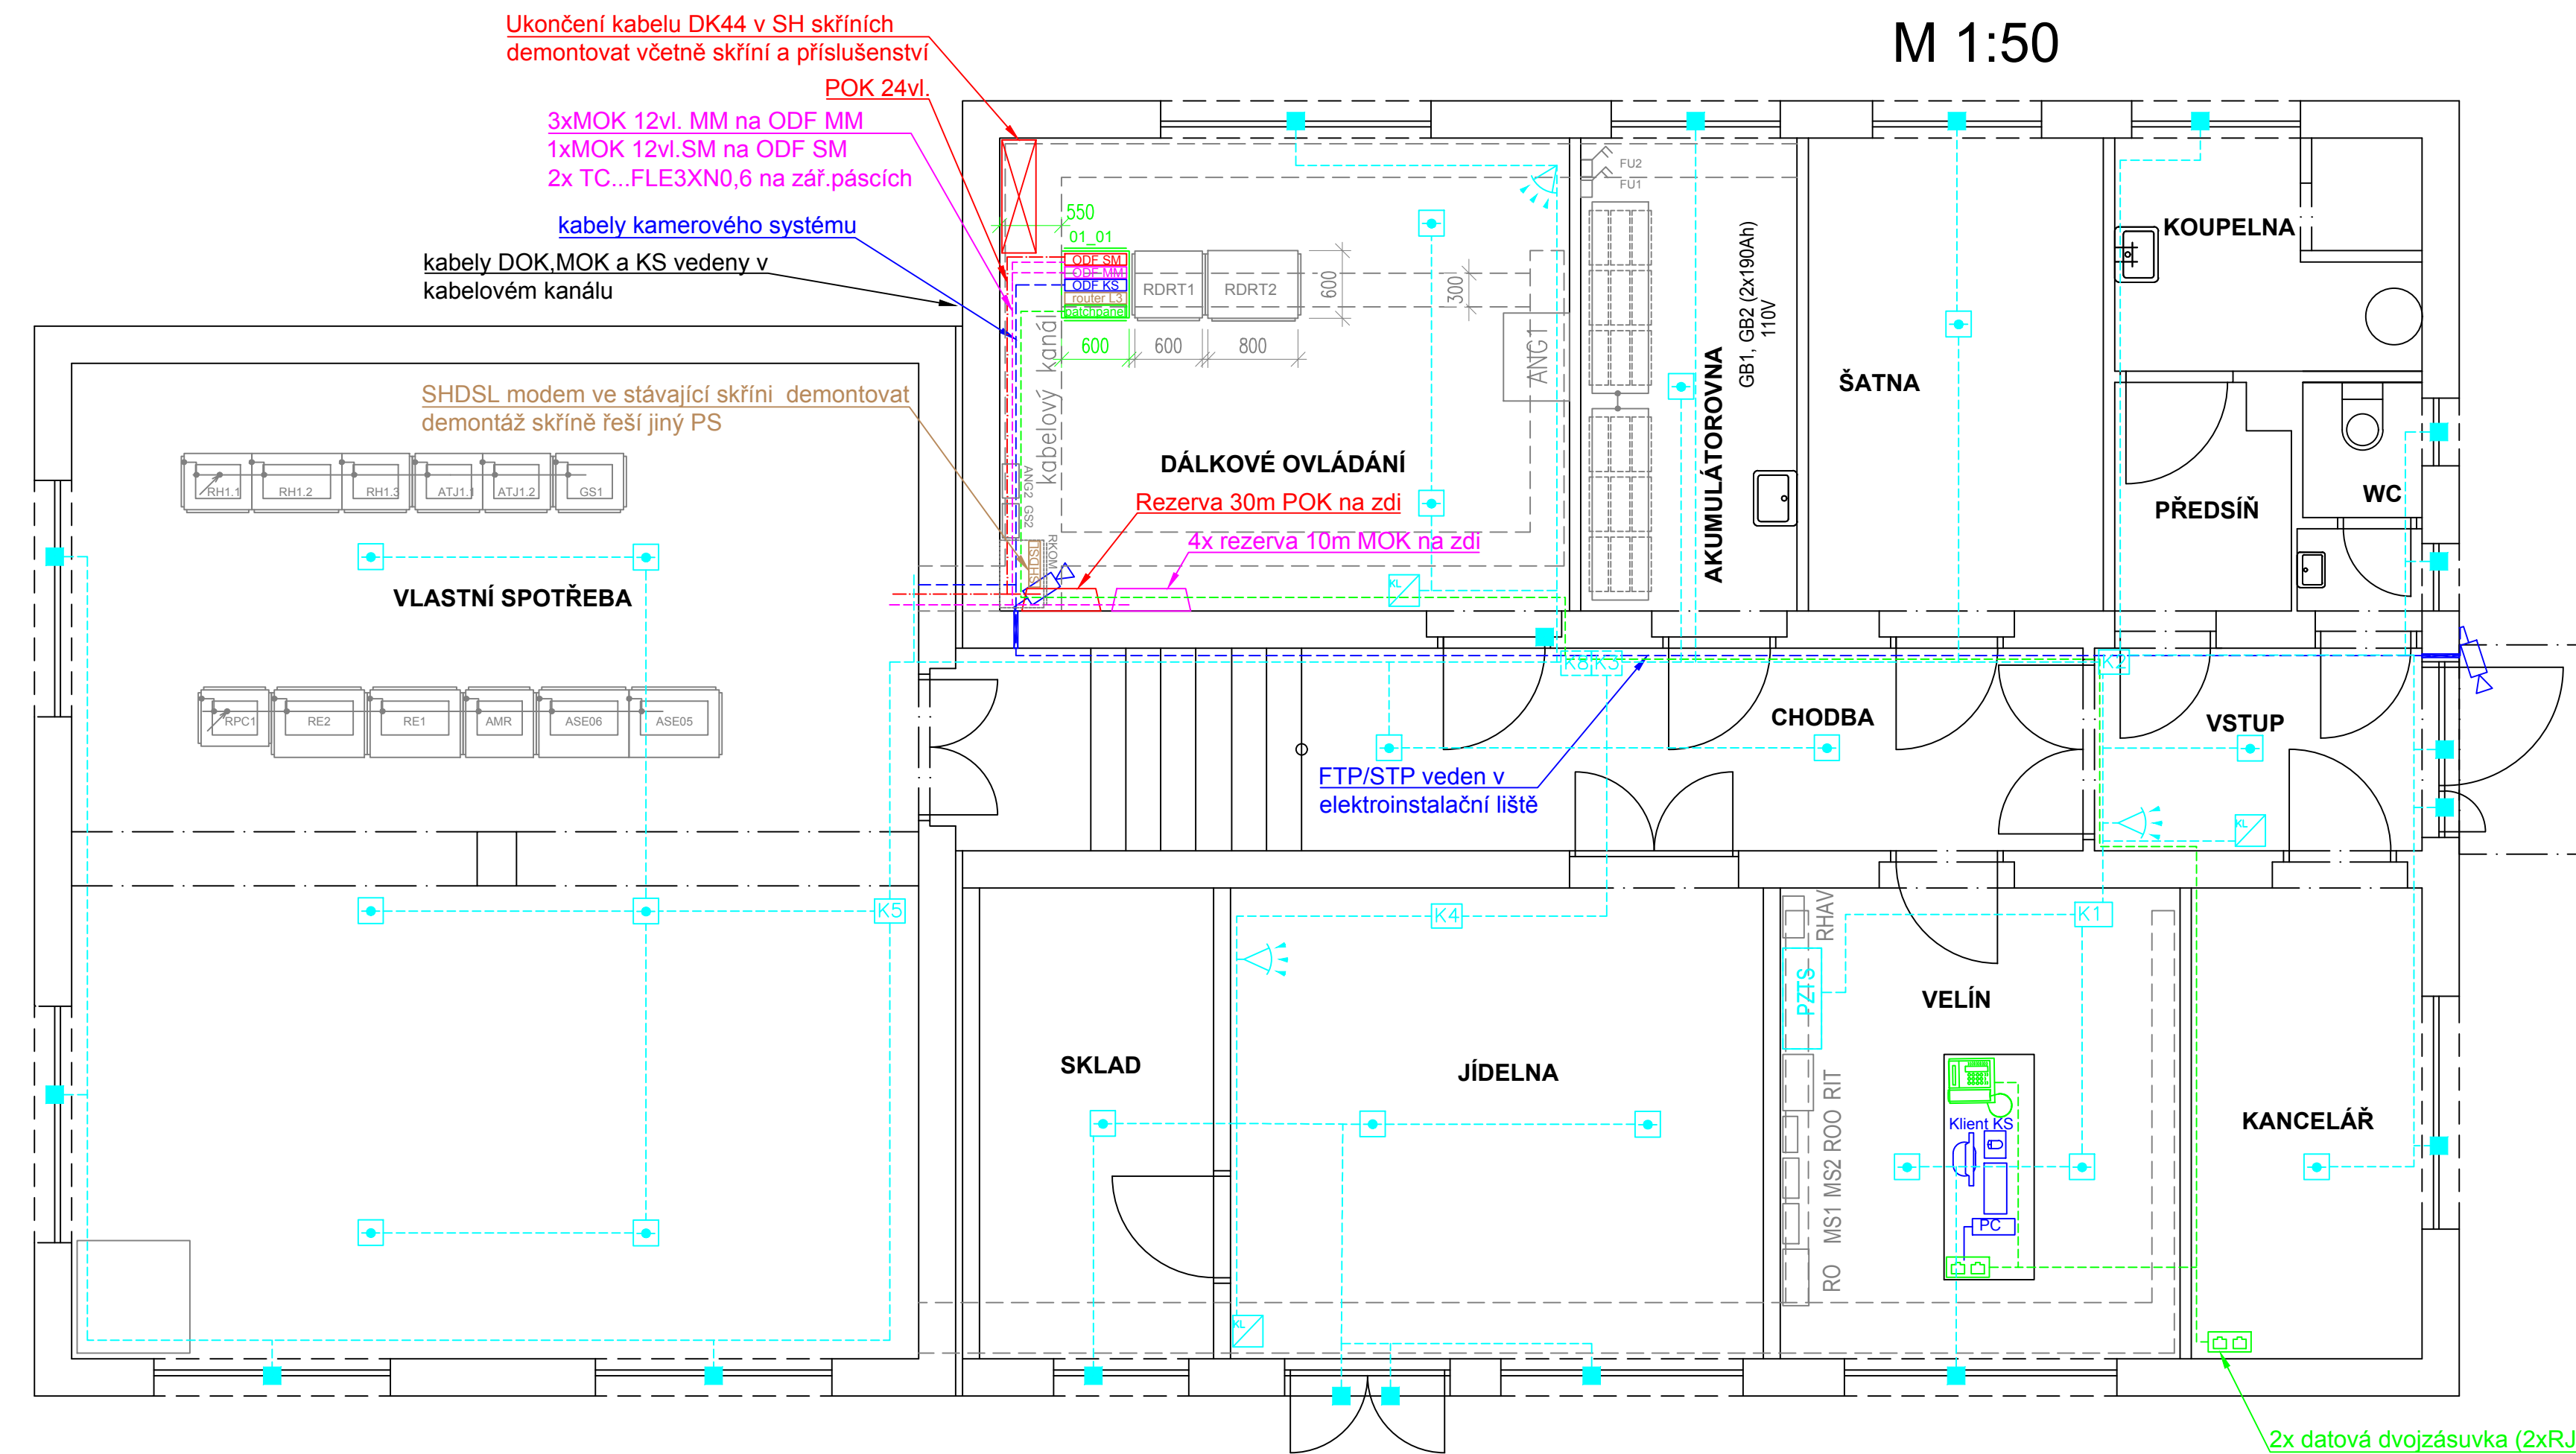 M 1:50
Ukončení kabelu DK44 v SH skříních
demontovat včetně skříní a příslušenství
POK 24vl.
3xMOK 12vl. MM na ODF MM
1xMOK 12vl.SM na ODF SM
2x TC...FLE3XN0,6 na zář.páscích
kabely kamerového systému
kabely DOK,MOK a KS vedeny v
kabelovém kanálu
SHDSL modem ve stávající skříni demontovat
demontáž skříně řeší jiný PS
550
01_01
ODF SM
ODF MM
ODF KS
router L3
patchpanel
RDRT1
RDRT2
600
300
600
600
800
kabelový kanál
ANG1
ANG2
GS2
RKOM
SHDSL
DÁLKOVÉ OVLÁDÁNÍ
Rezerva 30m POK na zdi
4x rezerva 10m MOK na zdi
KL
FU2
FU1
AKUMULÁTOROVNA
GB1, GB2 (2x190Ah)
110V
ŠATNA
KOUPELNA
PŘEDSÍŇ
WC
RH1.1
RH1.2
RH1.3
ATJ1.1
ATJ1.2
GS1
VLASTNÍ SPOTŘEBA
RPC1
RE2
RE1
AMR
ASE06
ASE05
K8
K3
K2
CHODBA
VSTUP
KL
FTP/STP veden v
elektroinstalační liště
K5
K4
K1
RHAV
PZTS
VELÍN
SKLAD
JÍDELNA
RIT
ROO
MS2
MS1
RO
Klient KS
PC
KANCELÁŘ
KL
2x datová dvojzásuvka (2xRJ